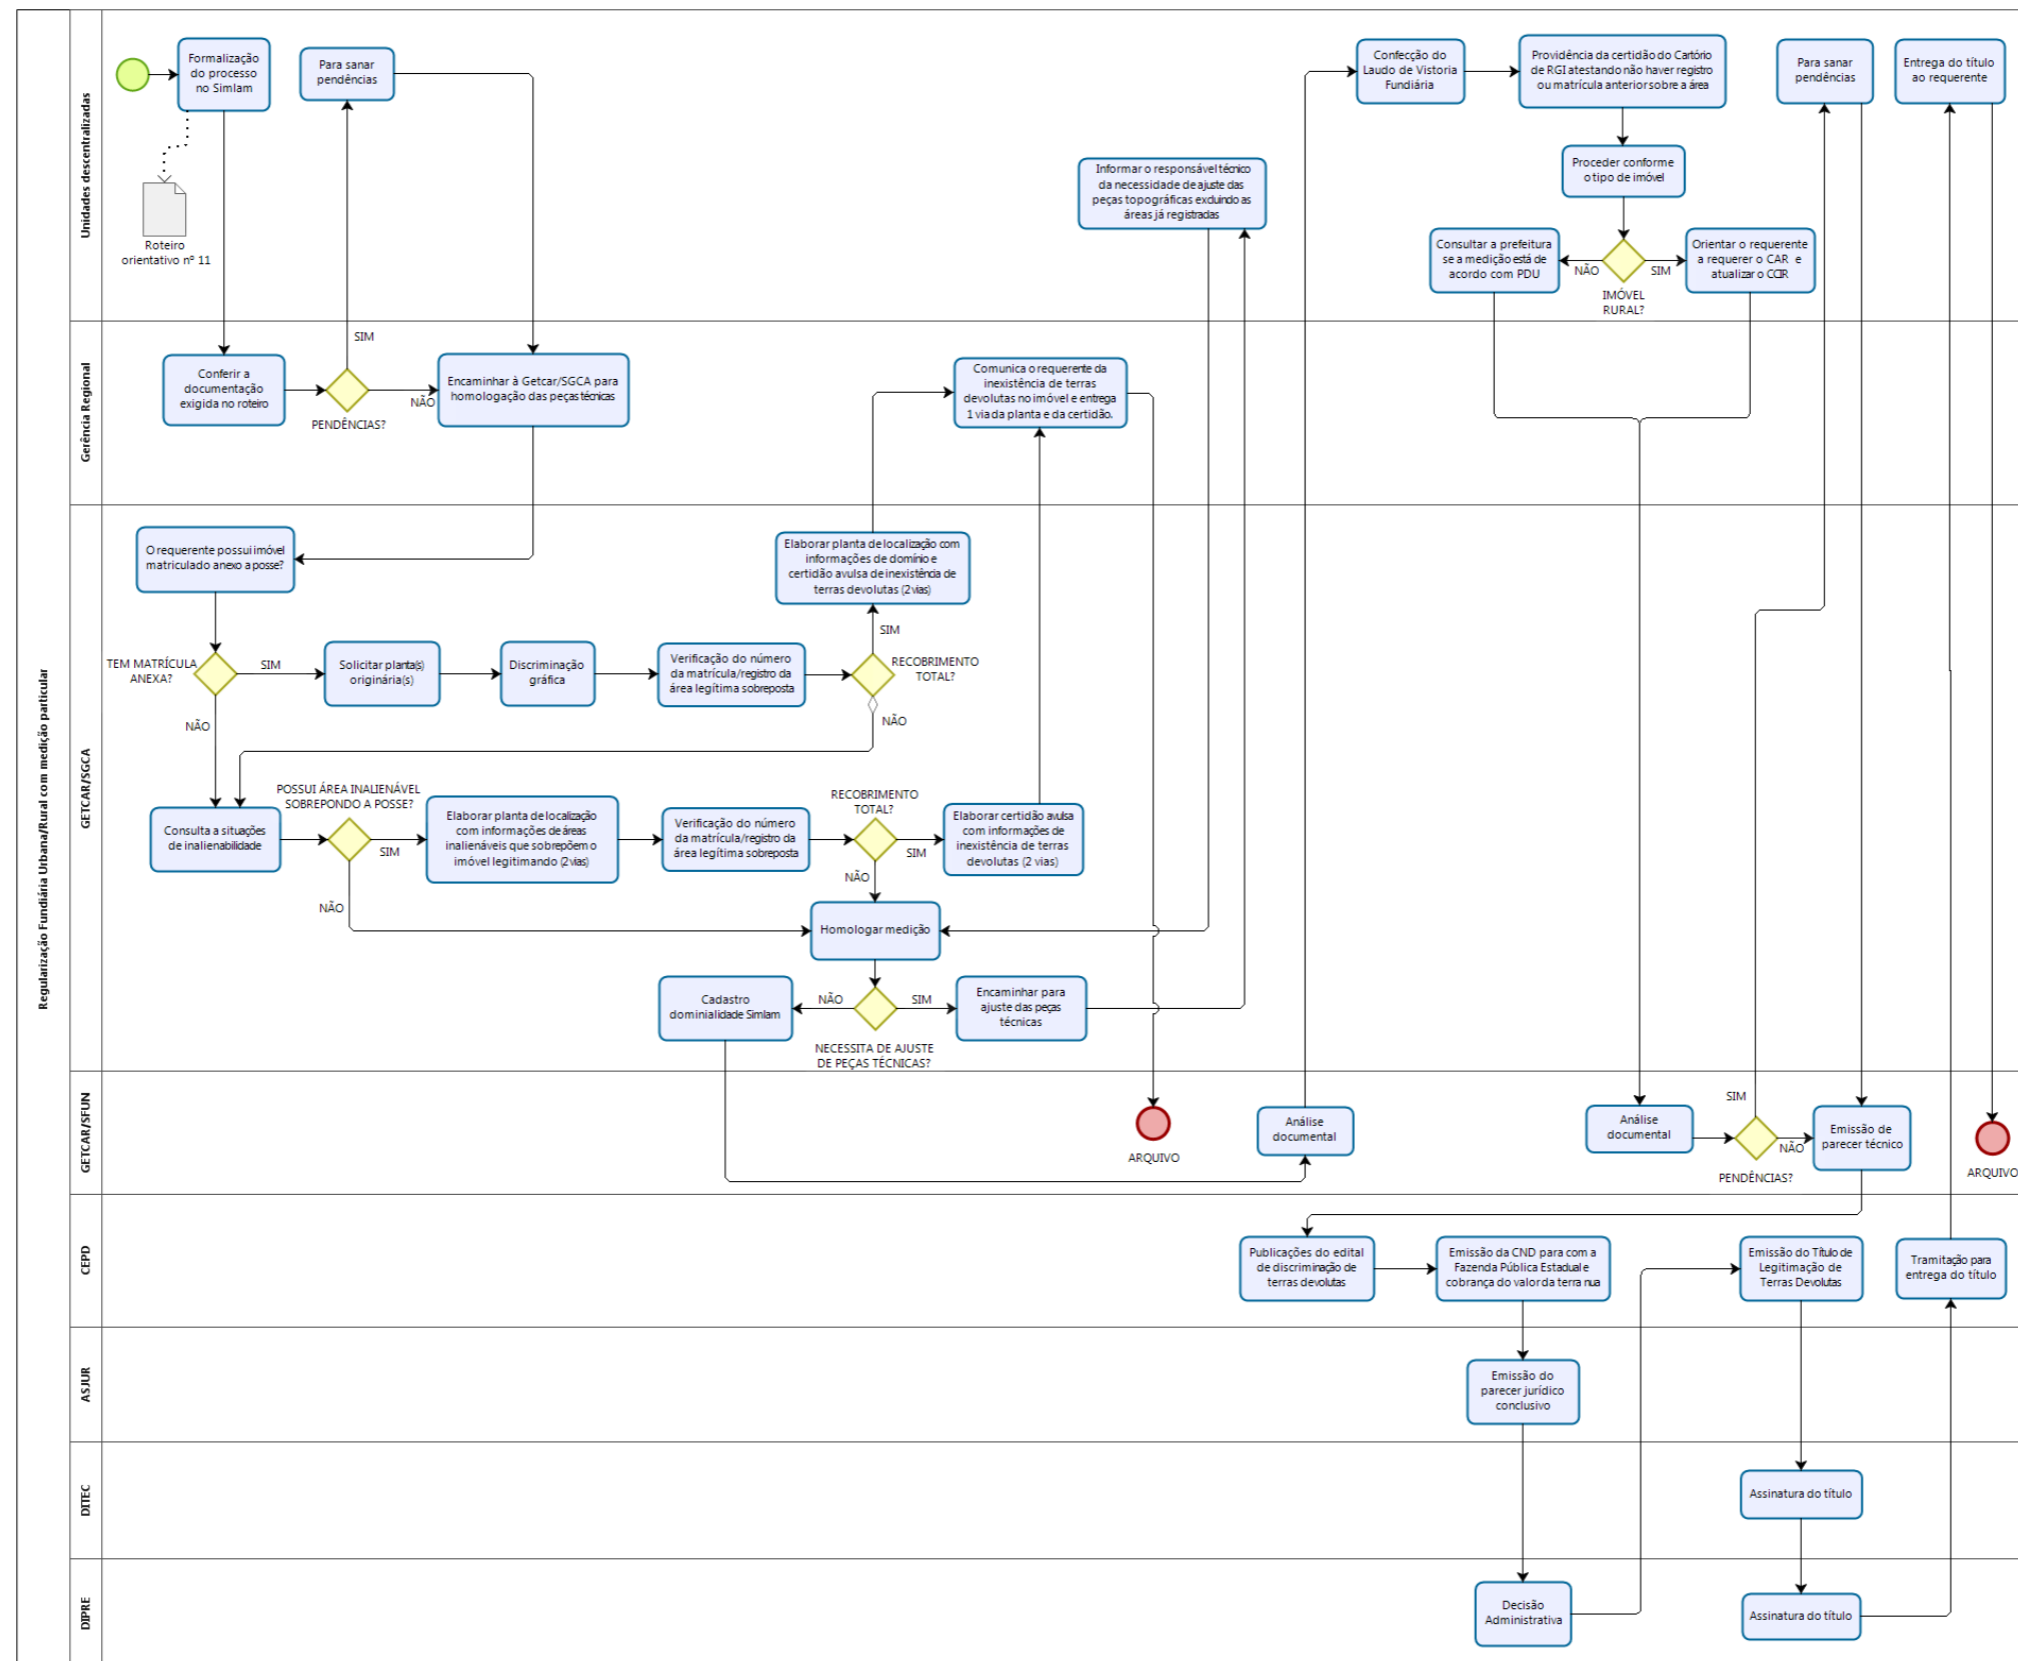 Regularização Fundiária Urbana/Rural com medição particular
Unidades descentralizadas
Formalização
do processo
no Simlam
Roteiro
orientativo nº 11
Para sanar
pendências
Informar o responsável técnico
da necessidade de ajuste das
peças topográficas excluindo as
áreas já registradas
Confecção do
Laudo de Vistoria
Fundiária
Providência da certidão do Cartório
de RGI atestando não haver registro
ou matrícula anterior sobre a área
Proceder conforme
o tipo de imóvel
Consultar a prefeitura
se a medição está de
acordo com PDU
NÃO
SIM
IMÓVEL
RURAL?
Orientar o requerente
a requerer o CAR e
atualizar o CCIR
Para sanar
pendências
Entrega do título
ao requerente
Gerência Regional
Conferir a
documentação
exigida no roteiro
SIM
NÃO
PENDÊNCIAS?
Encaminhar à Getcar/SGCA para
homologação das peças técnicas
Comunica o requerente da
inexistência de terras
devolutas no imóvel e entrega
1 via da planta e da certidão.
GETCAR/SGCA
O requerente possui imóvel
matriculado anexo a posse?
TEM MATRÍCULA
ANEXA?
SIM
NÃO
Solicitar planta(s)
originária(s)
Discriminação
gráfica
Verificação do número
da matrícula/registro da
área legítima sobreposta
Elaborar planta de localização com
informações de domínio e
certidão avulsa de inexistência de
terras devolutas (2 vias)
SIM
RECOBRIMENTO
TOTAL?
NÃO
Consulta a situações
de inalienabilidade
POSSUI ÁREA INALIENÁVEL
SOBREPONDO A POSSE?
SIM
NÃO
Elaborar planta de localização
com informações de áreas
inalienáveis que sobrepõem o
imóvel legitimando (2 vias)
Verificação do número
da matrícula/registro da
área legítima sobreposta
RECOBRIMENTO
TOTAL?
SIM
NÃO
Elaborar certidão avulsa
com informações de
inexistência de terras
devolutas (2 vias)
Homologar medição
Cadastro
dominialidade Simlam
NÃO
SIM
NECESSITA DE AJUSTE
DE PEÇAS TÉCNICAS?
Encaminhar para
ajuste das peças
técnicas
GETCAR/SFUN
ARQUIVO
Análise
documental
Análise
documental
SIM
NÃO
PENDÊNCIAS?
Emissão de
parecer técnico
ARQUIVO
CEPD
Publicações do edital
de discriminação de
terras devolutas
Emissão da CND para com a
Fazenda Pública Estadual e
cobrança do valor da terra nua
Emissão do Título de
Legitimação de
Terras Devolutas
Tramitação para
entrega do título
ASJUR
Emissão do
parecer jurídico
conclusivo
DITEC
Assinatura do título
DIPRE
Decisão
Administrativa
Assinatura do título